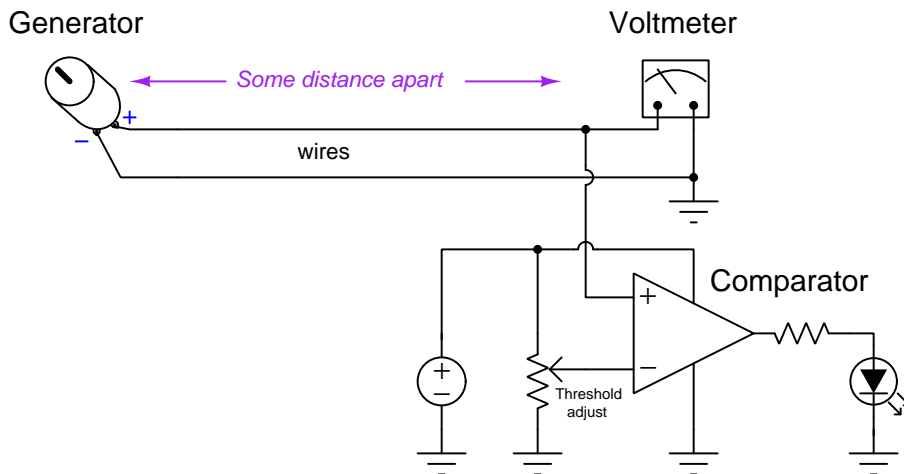 Generator
Voltmeter
Some distance apart
+
−
wires
Comparator
+
−
+
−
Threshold
adjust